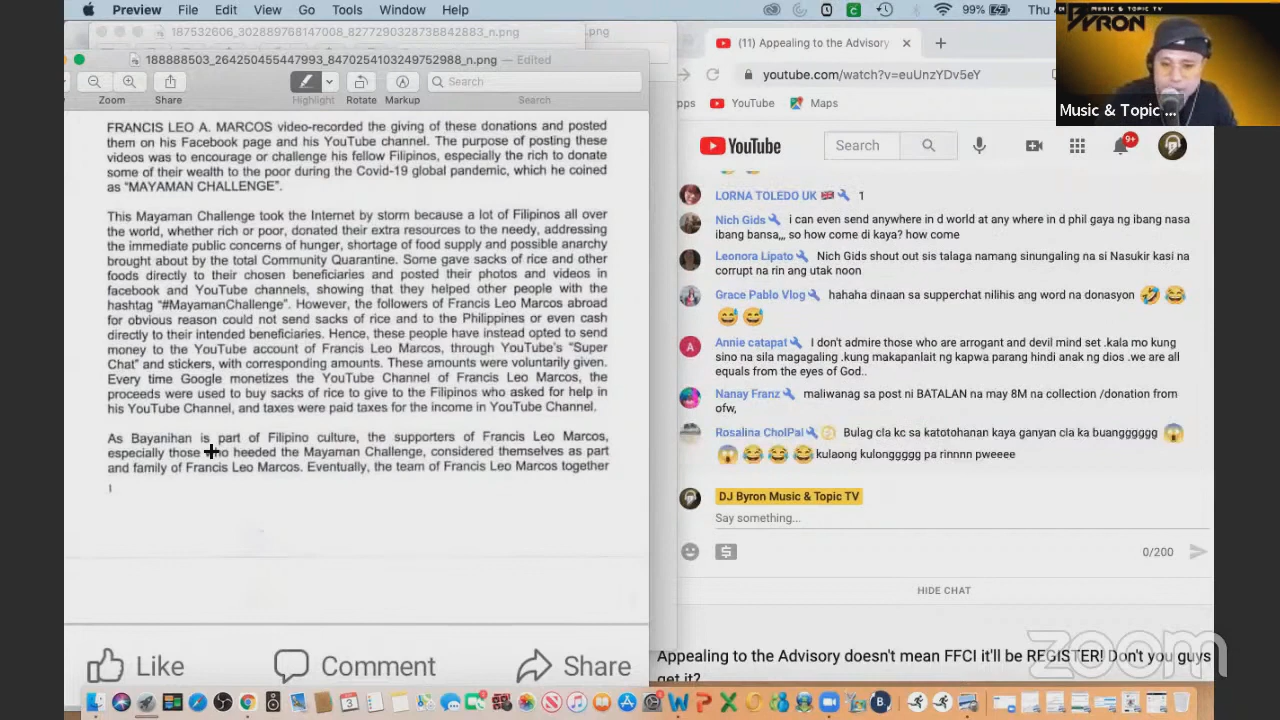 Preview File Edit View Go Tools Window Help 99% Thu
187532606_302889768147008_8277290328738842883_n.png .png
188888503_264250455447993_8470254103249752988_n.png — Edited
Zoom Share Highlight Rotate Markup Search
Search
FRANCIS LEO A. MARCOS video-recorded the giving of these donations and posted
them on his Facebook page and his YouTube channel. The purpose of posting these
videos was to encourage or challenge his fellow Filipinos, especially the rich to donate
some of their wealth to the poor during the Covid-19 global pandemic, which he coined
as "MAYAMAN CHALLENGE".
This Mayaman Challenge took the Internet by storm because a lot of Filipinos all over
the world, whether rich or poor, donated their extra resources to the needy, addressing
the immediate public concerns of hunger, shortage of food supply and possible anarchy
brought about by the total Community Quarantine. Some gave sacks of rice and other
foods directly to their chosen beneficiaries and posted their photos and videos in
facebook and YouTube channels, showing that they helped other people with the
hashtag "#MayamanChallenge". However, the followers of Francis Leo Marcos abroad
for obvious reason could not send sacks of rice and to the Philippines or even cash
directly to their intended beneficiaries. Hence, these people have instead opted to send
money to the YouTube account of Francis Leo Marcos, through YouTube's "Super
Chat" and stickers, with corresponding amounts. These amounts were voluntarily given.
Every time Google monetizes the YouTube Channel of Francis Leo Marcos, the
proceeds were used to buy sacks of rice to give to the Filipinos who asked for help in
his YouTube Channel, and taxes were paid taxes for the income in YouTube Channel.
As Bayanihan is part of Filipino culture, the supporters of Francis Leo Marcos,
especially those who heeded the Mayaman Challenge, considered themselves as part
and family of Francis Leo Marcos. Eventually, the team of Francis Leo Marcos together
Like Comment Share
(11) Appealing to the Advisory
youtube.com/watch?v=euUnzYDv5eY
pps YouTube Maps
BYRON
MUSIC & TOPIC TV
Music & Topic ...
YouTube Search 9+
LORNA TOLEDO UK 🇬🇧 1
Nich Gids i can even send anywhere in d world at any where in d phil gaya ng ibang nasa
ibang bansa,,, so how come di kaya? how come
Leonora Lipato Nich Gids shout out sis talaga namang sinungaling na si Nasukir kasi na
corrupt na rin ang utak noon
Grace Pablo Vlog hahaha dinaan sa supperchat nilihis ang word na donasyon 🤣😂
😅😅
A Annie catapat I don't admire those who are arrogant and devil mind set .kala mo kung
sino na sila magagaling .kung makapanlait ng kapwa parang hindi anak ng dios .we are all
equals from the eyes of God..
Nanay Franz maliwanag sa post ni BATALAN na may 8M na collection /donation from
ofw,
Rosalina CholPal 2 Bulag cla kc sa katotohanan kaya ganyan cla ka buangggggg 😱
😱😂😂😂 kulaong kulonggggg pa rinnnn pweeee
DJ Byron Music & Topic TV
Say something...
0/200
HIDE CHAT
zoom
Appealing to the Advisory doesn't mean FFCI it'll be REGISTER! Don't you guys
get it?